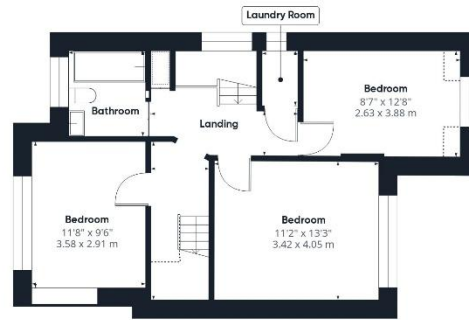 Laundry Room
Bedroom
8'7" x 12'8"
2.63 x 3.88 m
Bathroom
Landing
Bedroom
11'8" x 9'6"
3.58 x 2.91 m
Bedroom
11'2" x 13'3"
3.42 x 4.05 m